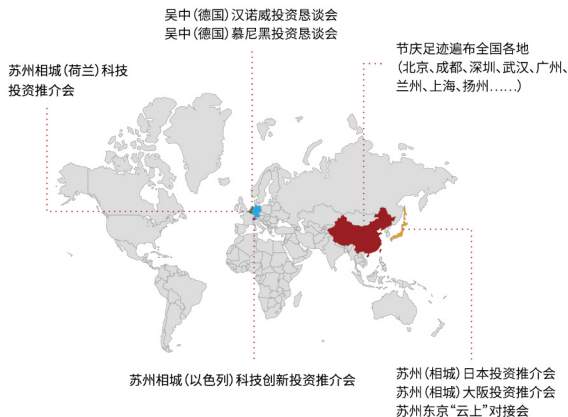 吴中（德国）汉诺威投资恳谈会
吴中（德国）慕尼黑投资恳谈会
节庆足迹遍布全国各地
（北京、成都、深圳、武汉、广州、
兰州、上海、扬州……）
苏州相城（荷兰）科技
投资推介会
苏州相城（以色列）科技创新投资推介会
苏州（相城）日本投资推介会
苏州（相城）大阪投资推介会
苏州东京“云上”对接会